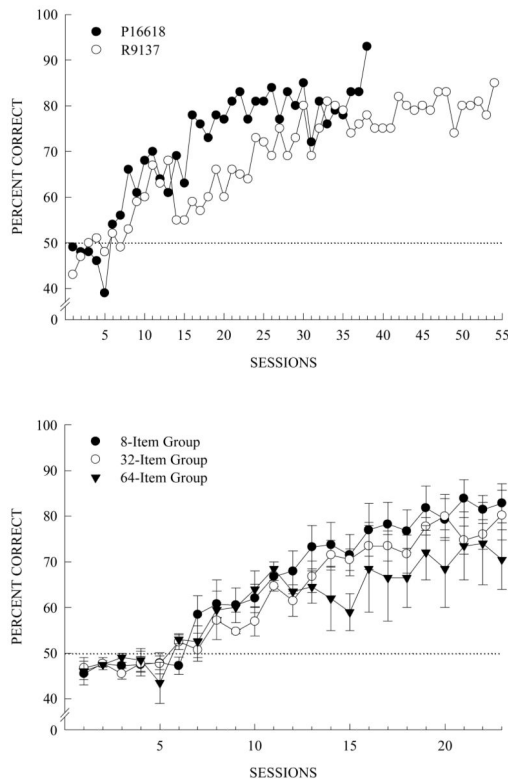 100
P16618
R9137
90
80
70
60
50
40
0
PERCENT CORRECT
5 10 15 20 25 30 35 40 45 50 55
SESSIONS
100
8-Item Group
32-Item Group
64-Item Group
90
80
70
60
50
40
0
PERCENT CORRECT
5 10 15 20
SESSIONS